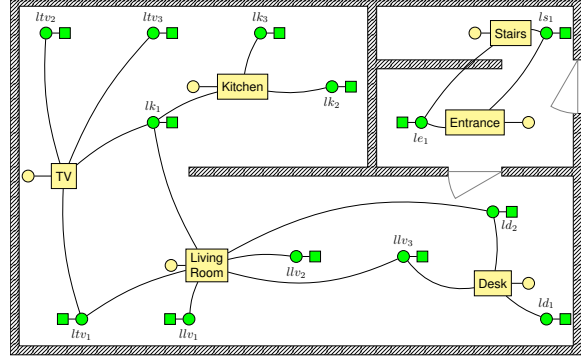 ltv₂
ltv₃
lk₃
ls₁
Stairs
Kitchen
lk₂
lk₁
Entrance
le₁
TV
ld₂
Living
Room
llv₂
llv₃
Desk
ltv₁
llv₁
ld₁